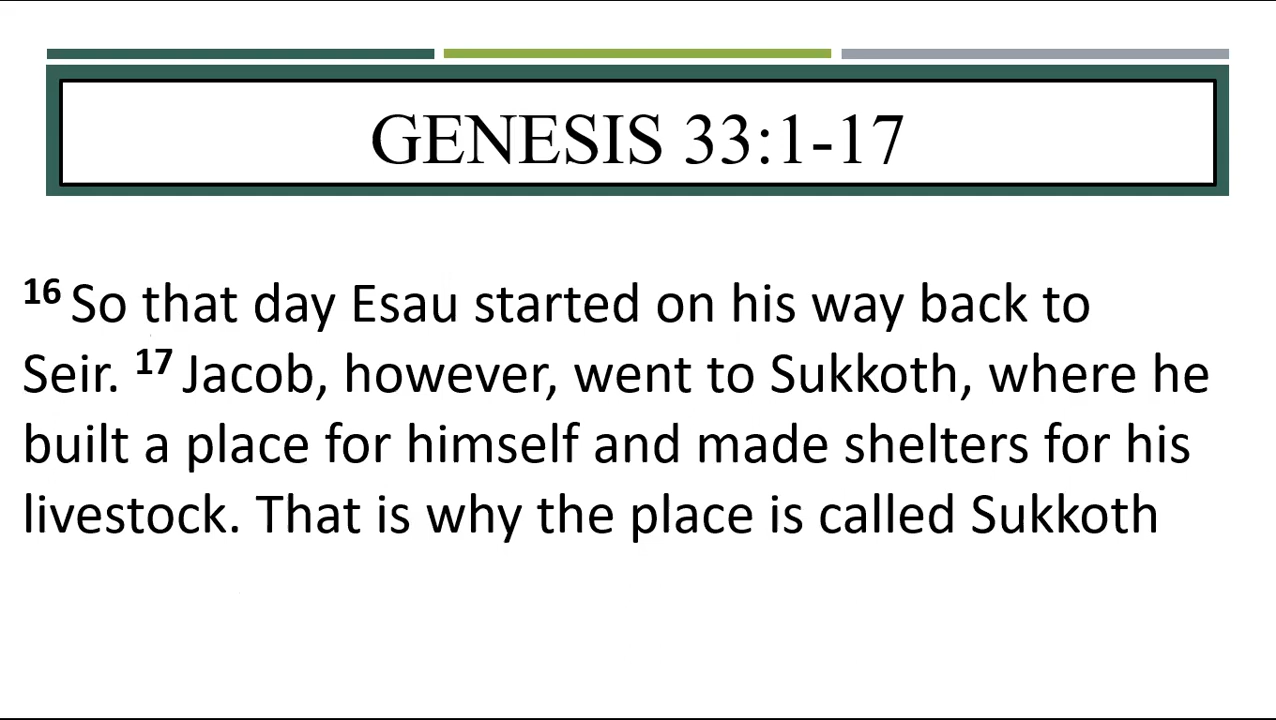 GENESIS 33:1-17
16 So that day Esau started on his way back to
Seir. 17 Jacob, however, went to Sukkoth, where he
built a place for himself and made shelters for his
livestock. That is why the place is called Sukkoth